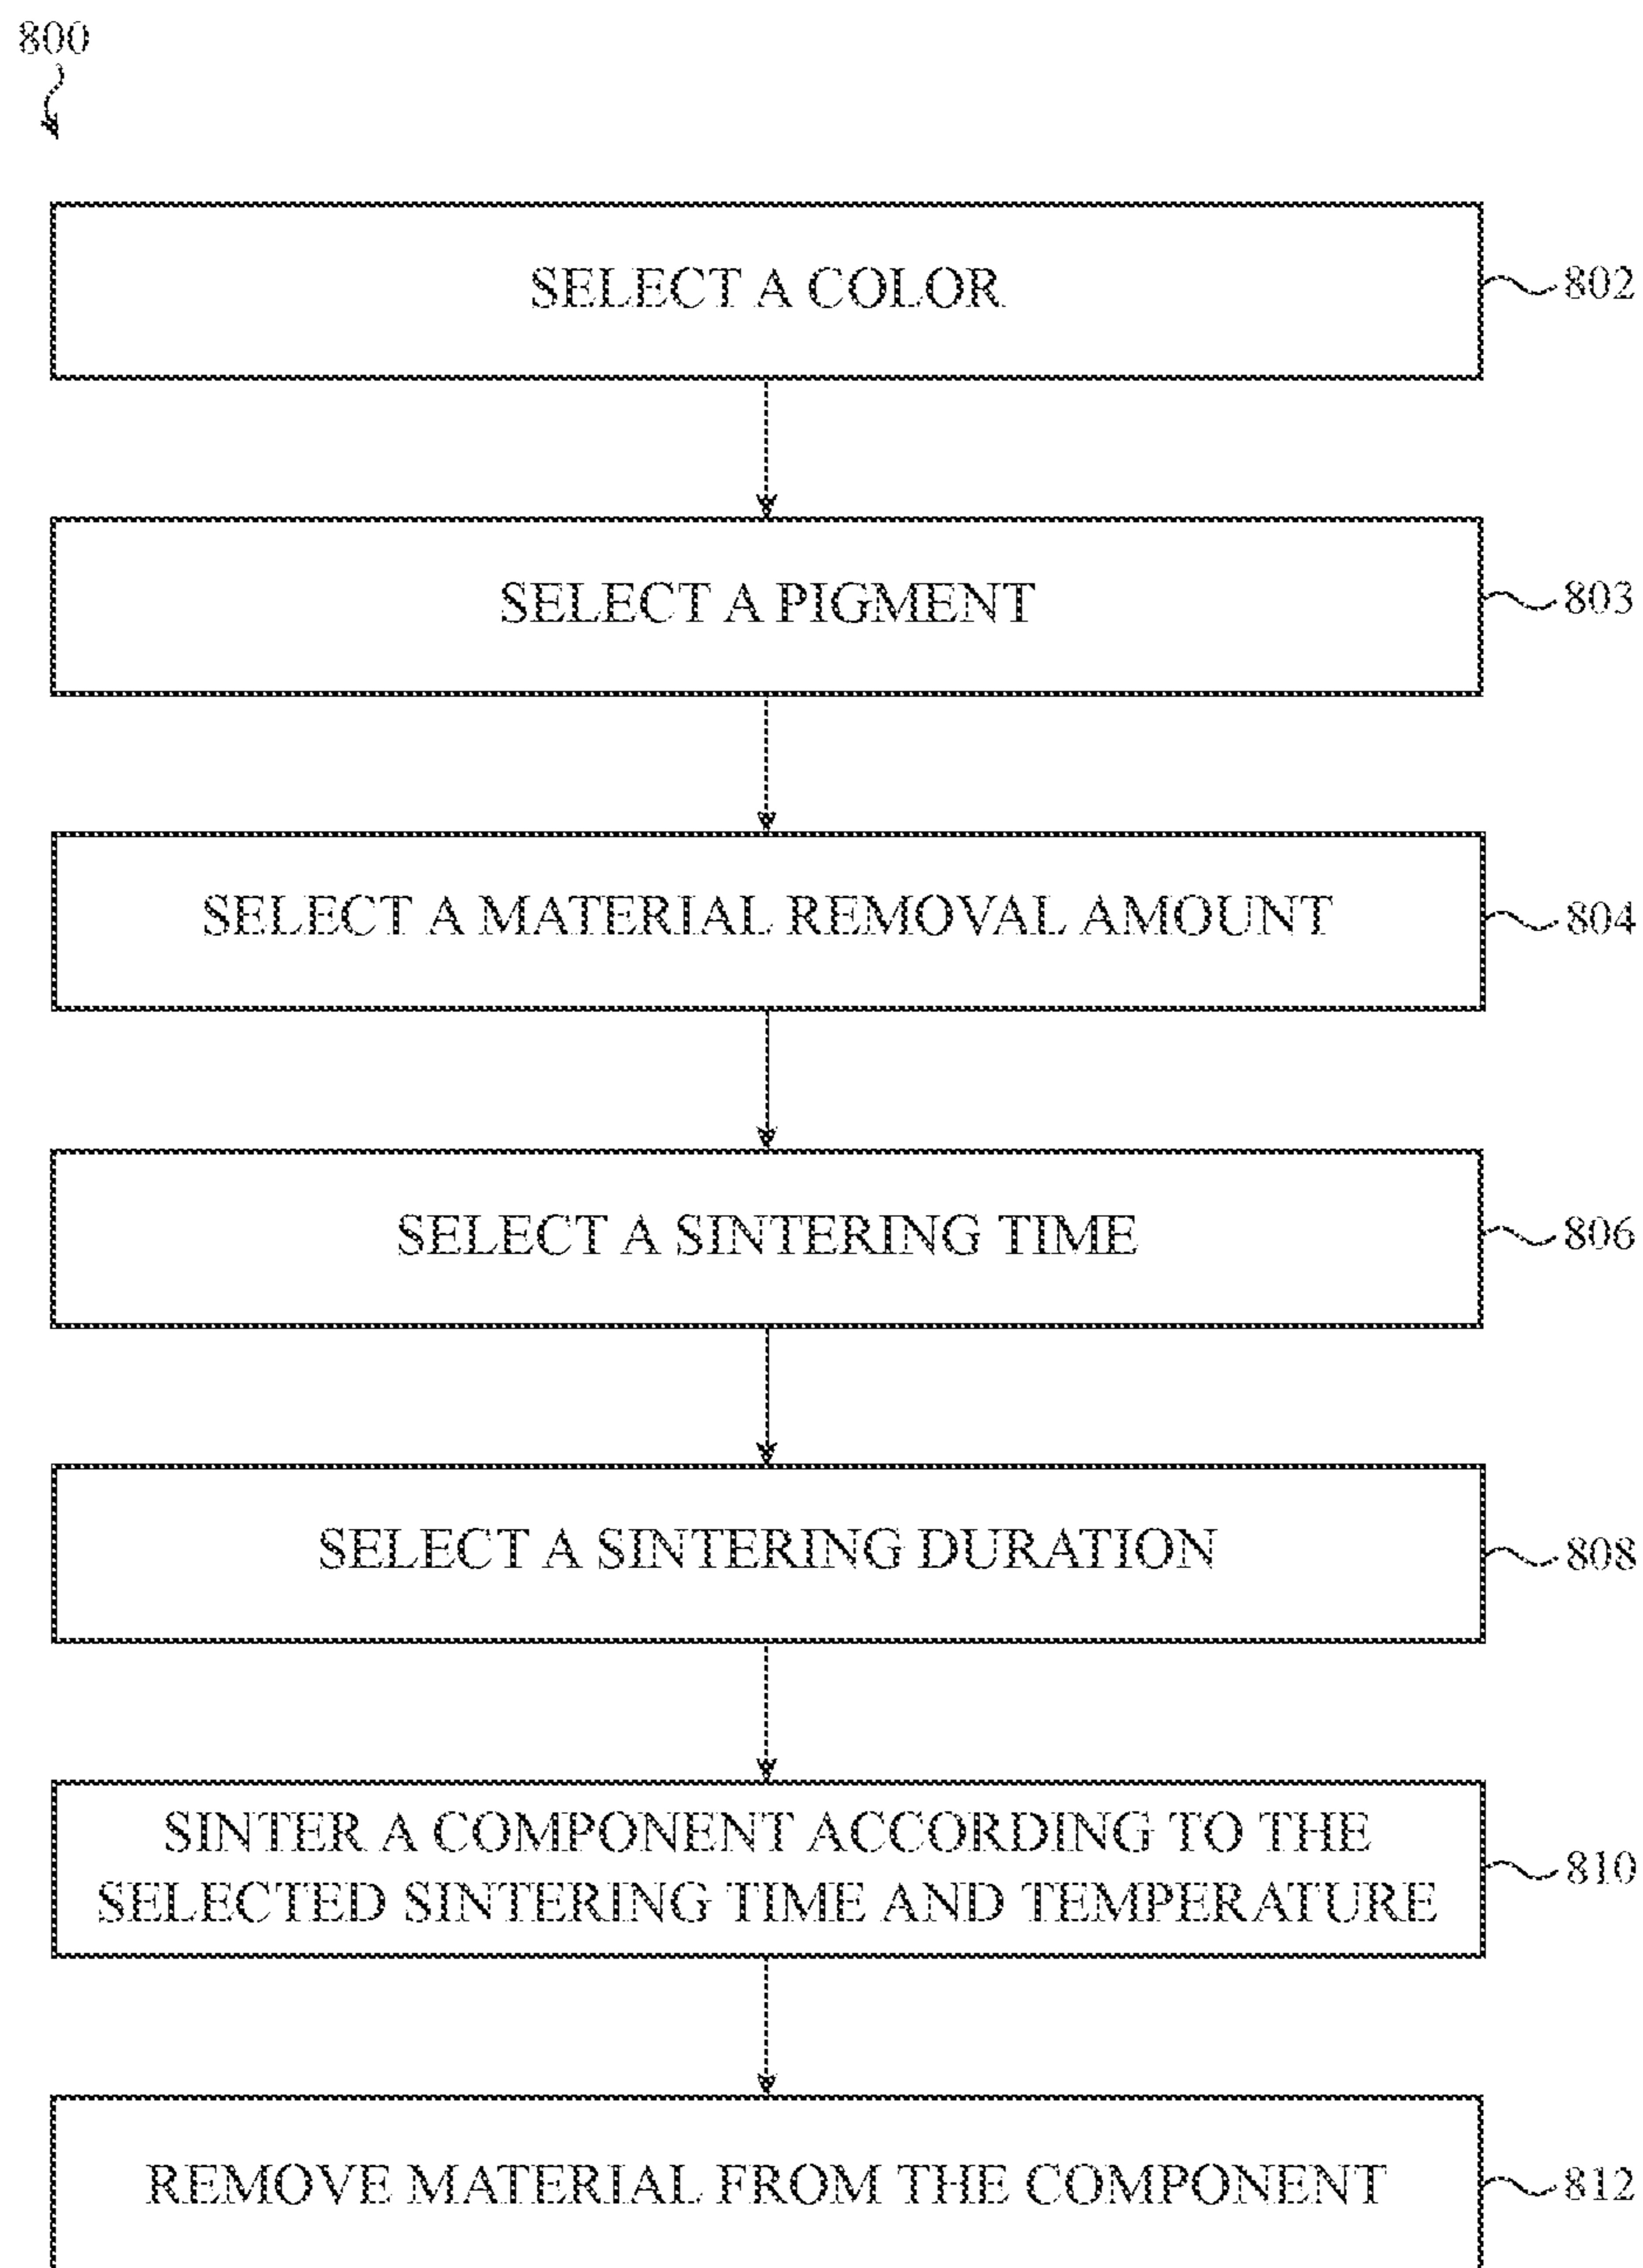 800
SELECT A COLOR
802
SELECT A PIGMENT
803
SELECT A MATERIAL REMOVAL AMOUNT
804
SELECT A SINTERING TIME
806
SELECT A SINTERING DURATION
808
SINTER A COMPONENT ACCORDING TO THE
SELECTED SINTERING TIME AND TEMPERATURE
810
REMOVE MATERIAL FROM THE COMPONENT
812